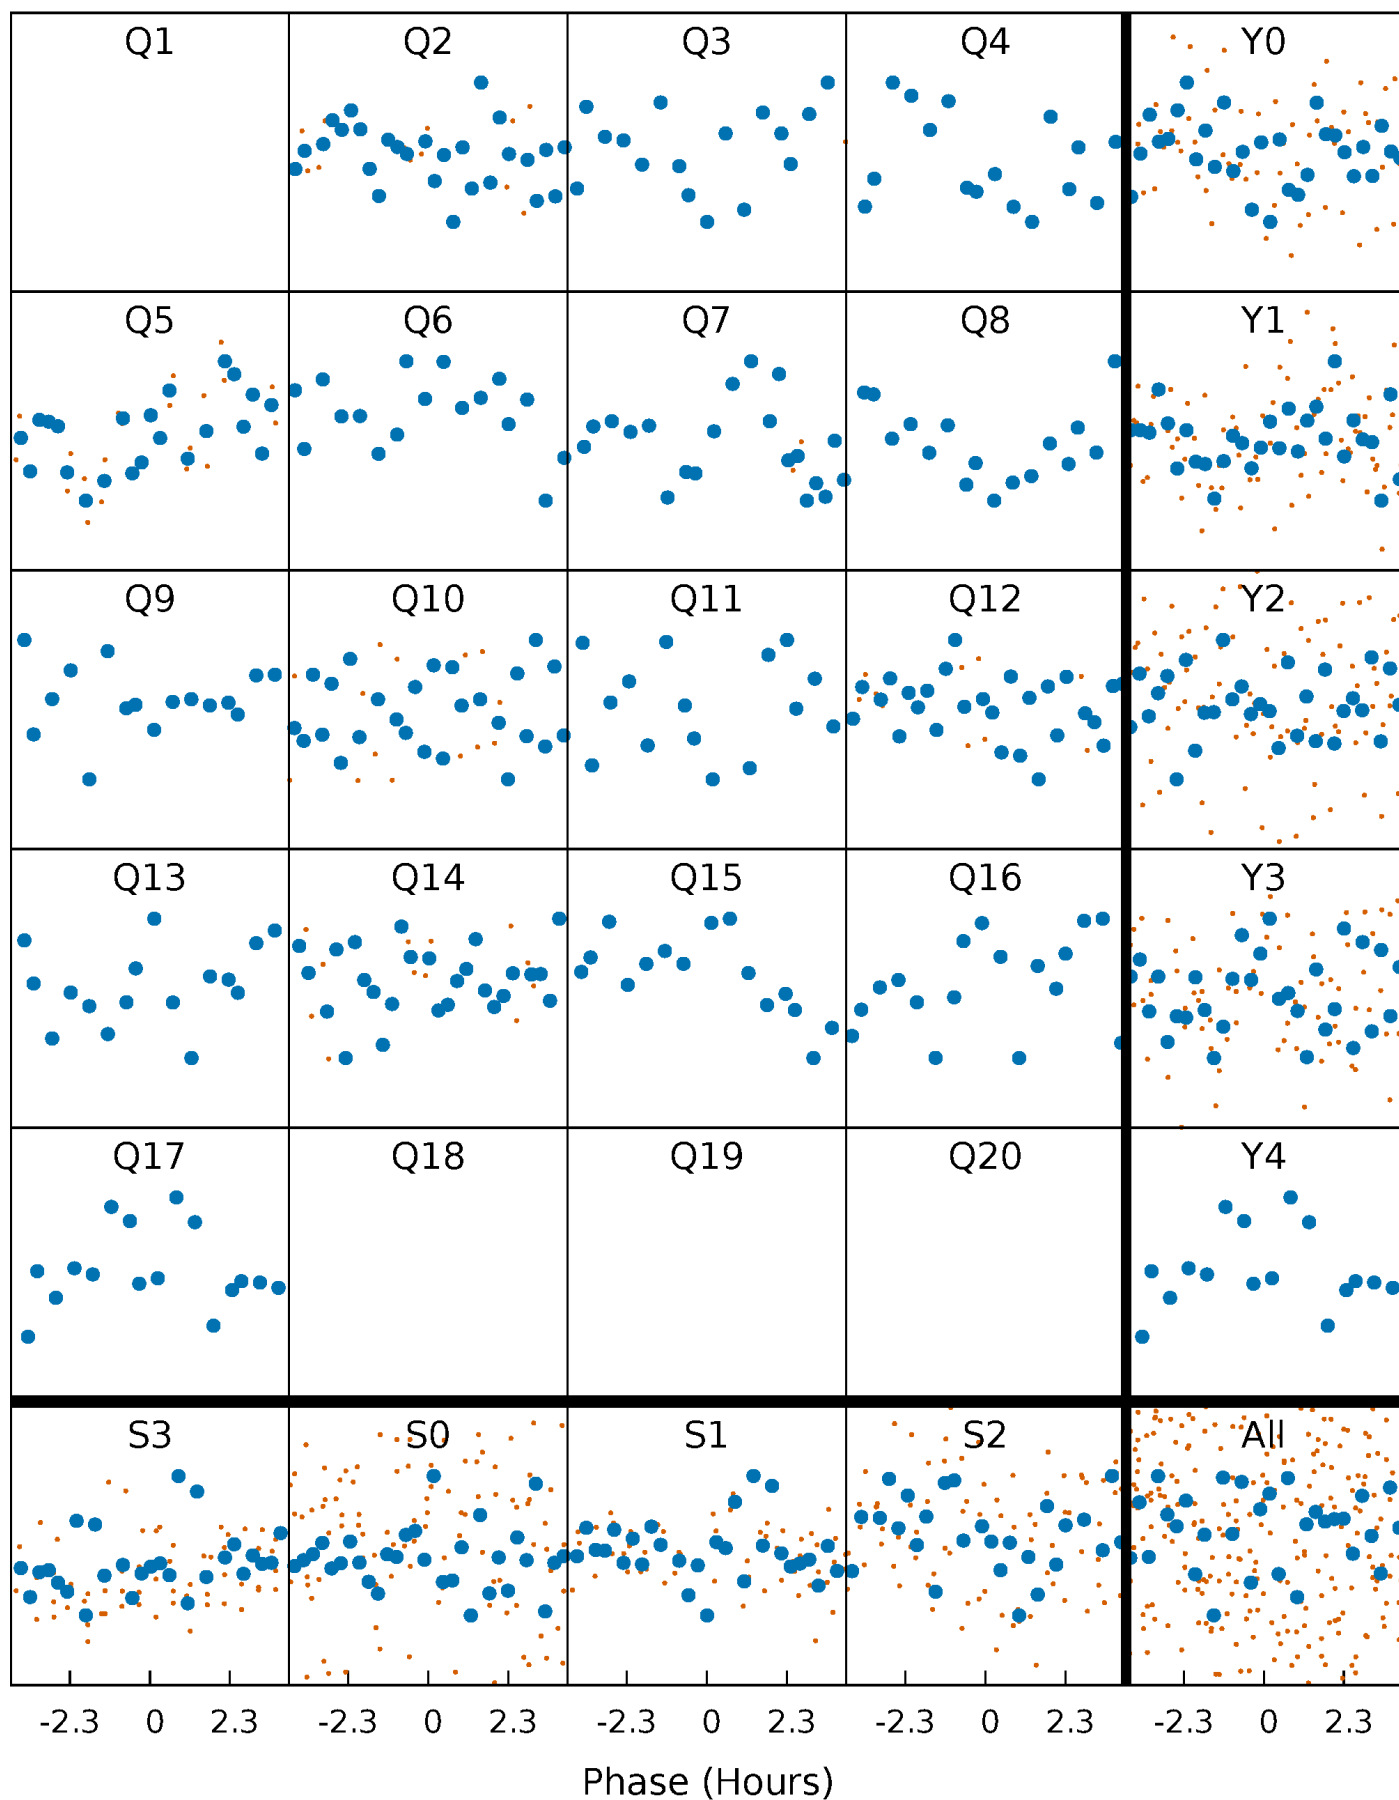 Q1 Q2 Q3 Q4 Y0
Q5 Q6 Q7 Q8 Y1
Q9 Q10 Q11 Q12 Y2
Q13 Q14 Q15 Q16 Y3
Q17 Q18 Q19 Q20 Y4
S3 S0 S1 S2 All
-2.3 0 2.3 -2.3 0 2.3 -2.3 0 2.3 -2.3 0 2.3 -2.3 0 2.3
Phase (Hours)